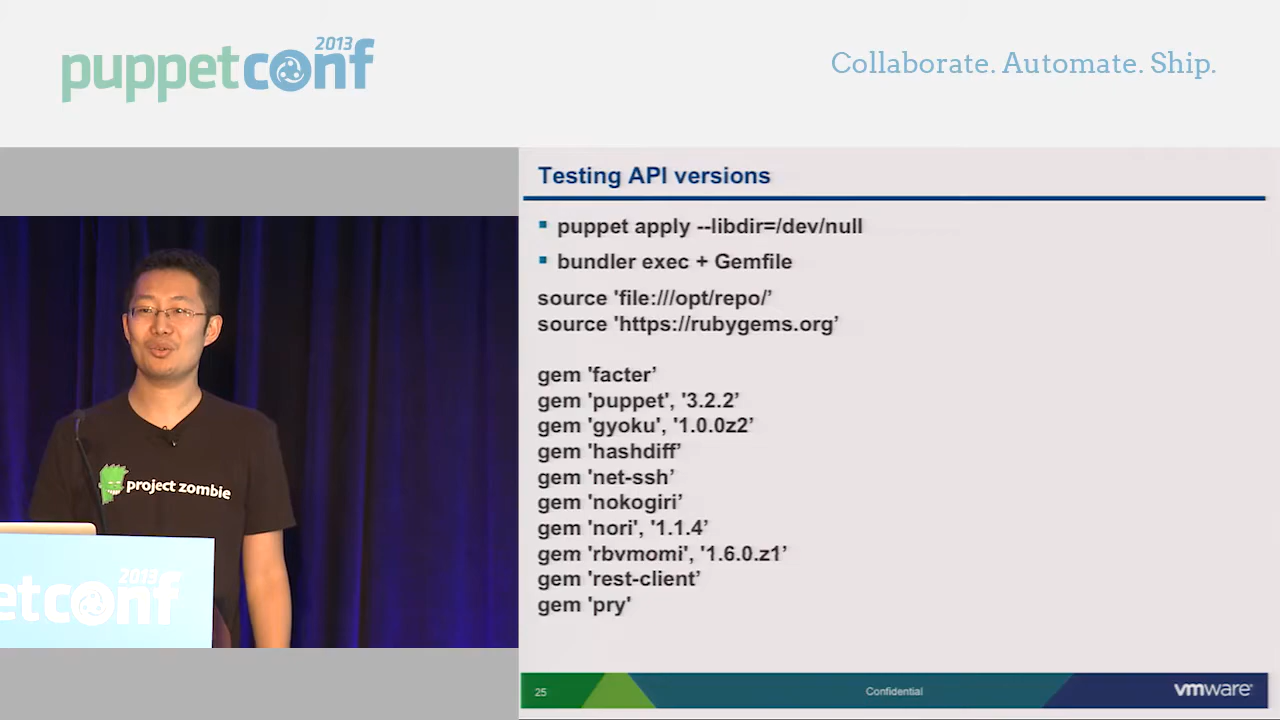 2013
puppetconf
Collaborate. Automate. Ship.
Testing API versions
▪ puppet apply --libdir=/dev/null
▪ bundler exec + Gemfile
source 'file:///opt/repo/’
source 'https://rubygems.org’
gem 'facter’
gem 'puppet', '3.2.2’
gem 'gyoku', '1.0.0z2’
gem 'hashdiff’
gem 'net-ssh’
gem 'nokogiri’
gem 'nori', '1.1.4’
gem 'rbvmomi', '1.6.0.z1’
gem 'rest-client’
gem 'pry'
25
Confidential
vmware®
project zombie
2013
etconf